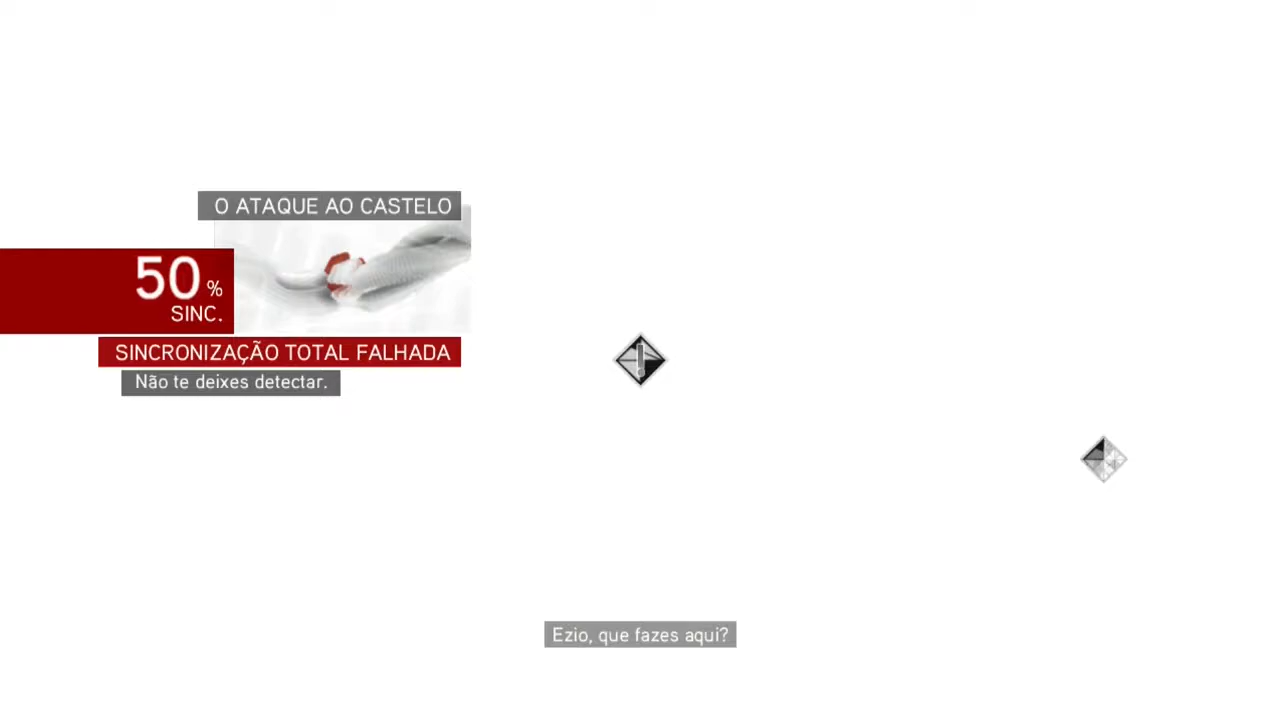 O ATAQUE AO CASTELO
50 %
SINC.
SINCRONIZAÇÃO TOTAL FALHADA
Não te deixes detectar.
Ezio, que fazes aqui?